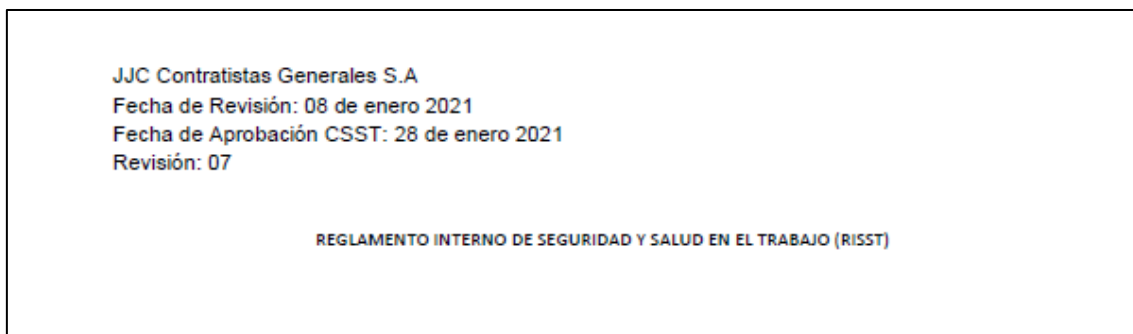 JJC Contratistas Generales S.A
Fecha de Revisión: 08 de enero 2021
Fecha de Aprobación CSST: 28 de enero 2021
Revisión: 07
REGLAMENTO INTERNO DE SEGURIDAD Y SALUD EN EL TRABAJO (RISST)